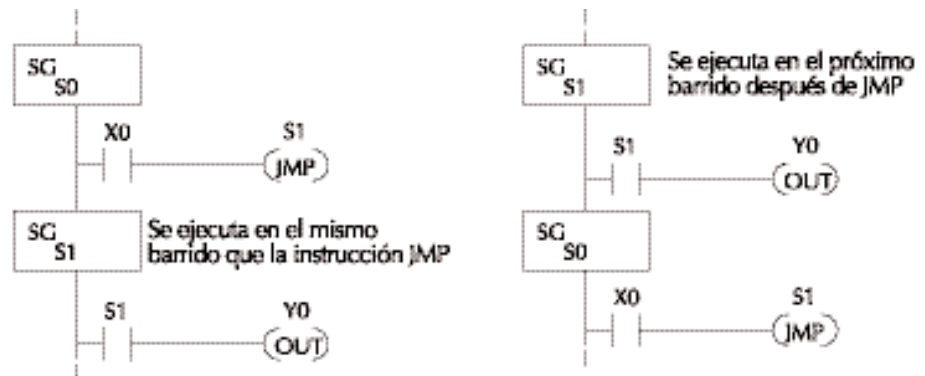 SG
S0
X0
S1
JMP
SG
S1
Se ejecuta en el mismo
barrido que la instrucción JMP
S1
Y0
OUT
SG
S1
Se ejecuta en el próximo
barrido después de JMP
S1
Y0
OUT
SG
S0
X0
S1
JMP